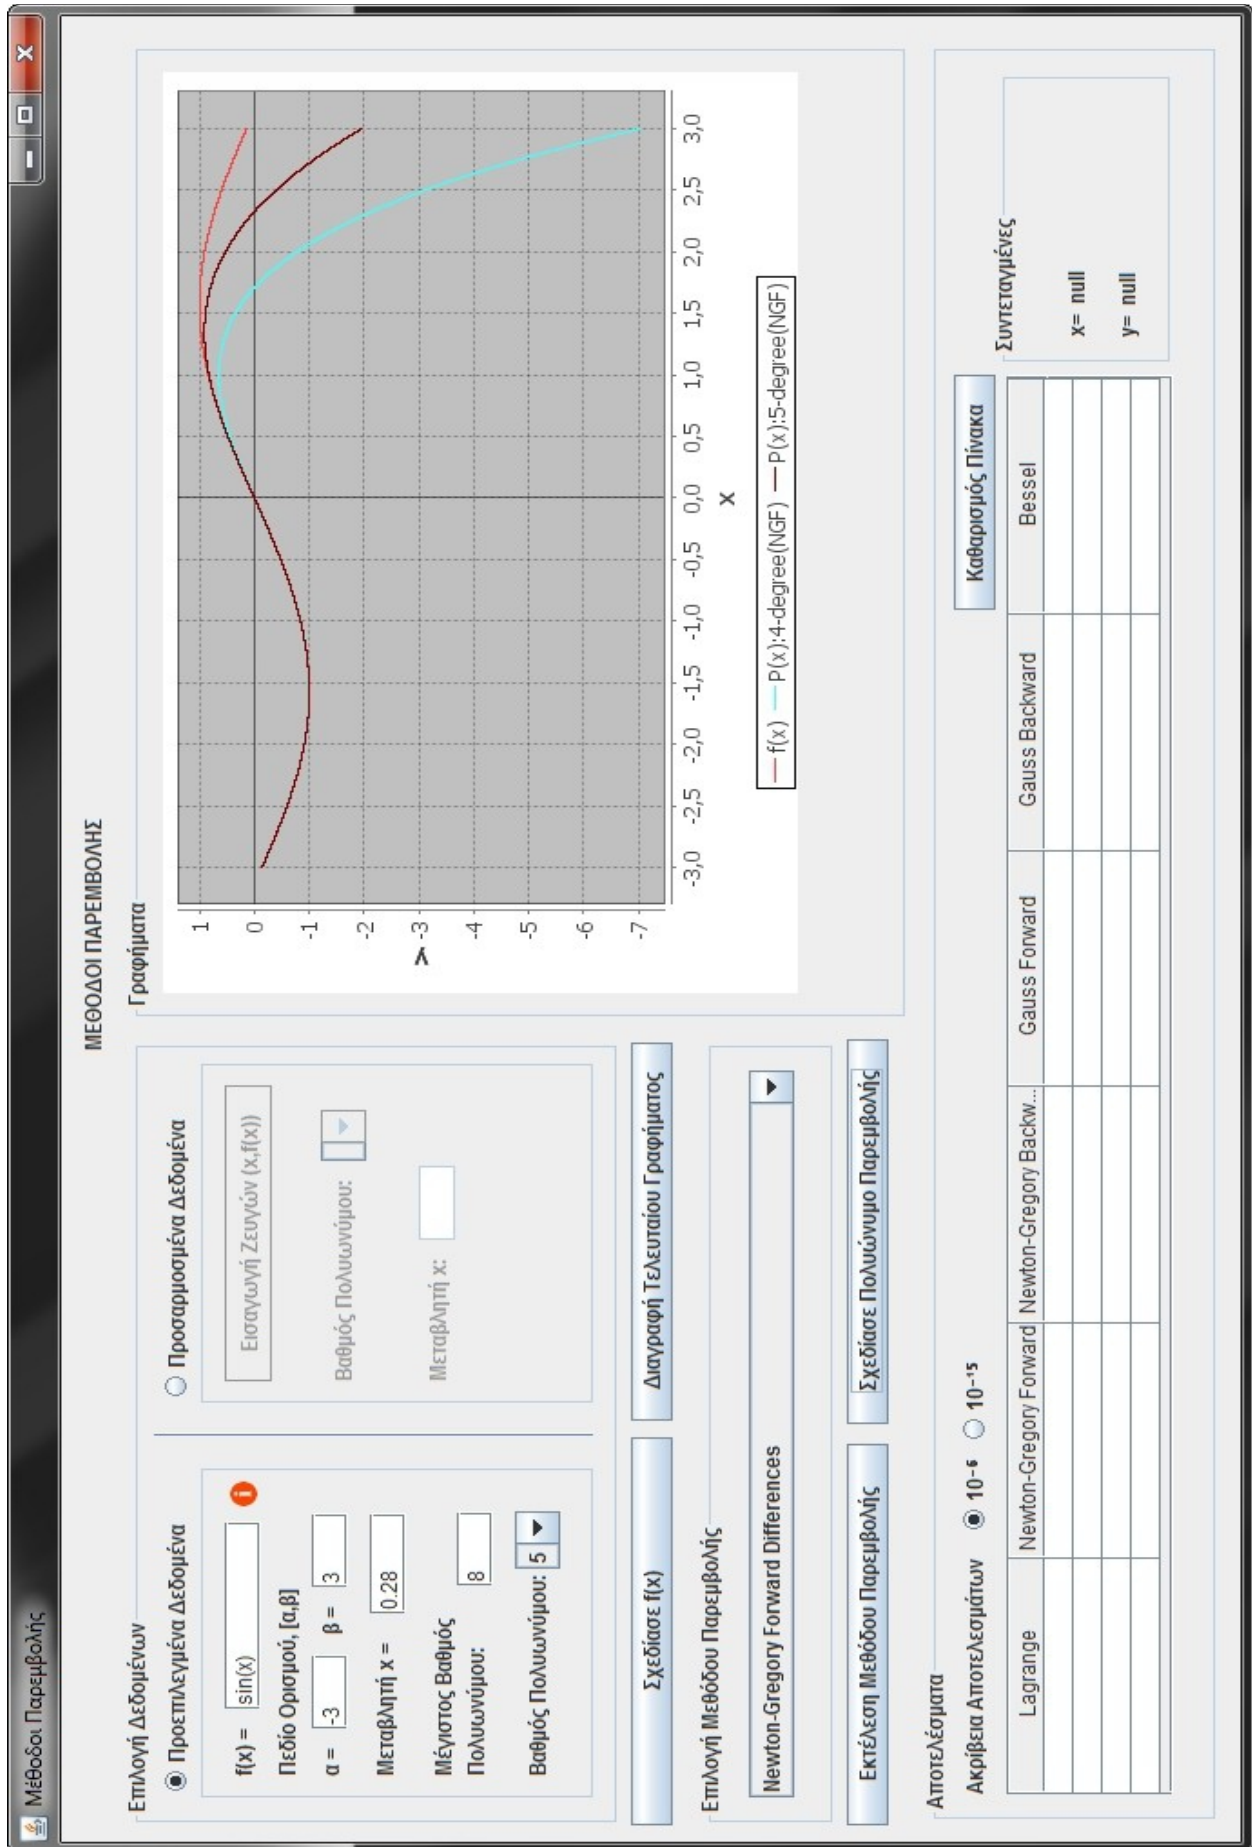 Μέθοδοι Παρεμβολής
ΜΕΘΟΔΟΙ ΠΑΡΕΜΒΟΛΗΣ
Επιλογή Δεδομένων
Προεπιλεγμένα Δεδομένα
f(x) = sin(x)
Πεδίο Ορισμού, [α,β]
α = -3 β = 3
Μεταβλητή x = 0.28
Μέγιστος Βαθμός
Πολυωνύμου: 8
Βαθμός Πολυωνύμου: 5
Προσαρμοσμένα Δεδομένα
Εισαγωγή Ζευγών (x,f(x))
Βαθμός Πολυωνύμου:
Μεταβλητή x:
Σχεδίασε f(x)
Διαγραφή Τελευταίου Γραφήματος
Επιλογή Μεθόδου Παρεμβολής
Newton-Gregory Forward Differences
Εκτέλεση Μεθόδου Παρεμβολής
Σχεδίασε Πολυώνυμο Παρεμβολής
Γραφήματα
1
0
-1
-2
-3
-4
-5
-6
-7
Y
-3,0 -2,5 -2,0 -1,5 -1,0 -0,5 0,0 0,5 1,0 1,5 2,0 2,5 3,0
X
f(x) P(x):4-degree(NGF) P(x):5-degree(NGF)
Αποτελέσματα
Ακρίβεια Αποτελεσμάτων 10⁻⁶ 10⁻¹⁵
Καθαρισμός Πίνακα
Lagrange Newton-Gregory Forward Newton-Gregory Backw... Gauss Forward Gauss Backward Bessel
Συντεταγμένες
x= null
y= null